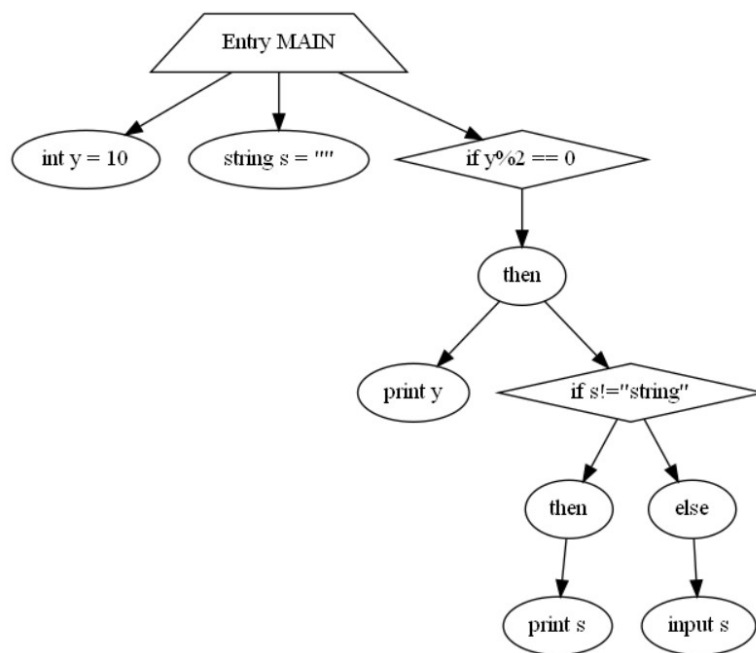 Entry MAIN
int y = 10
string s = ""
if y%2 == 0
then
print y
if s!="string"
then
else
print s
input s